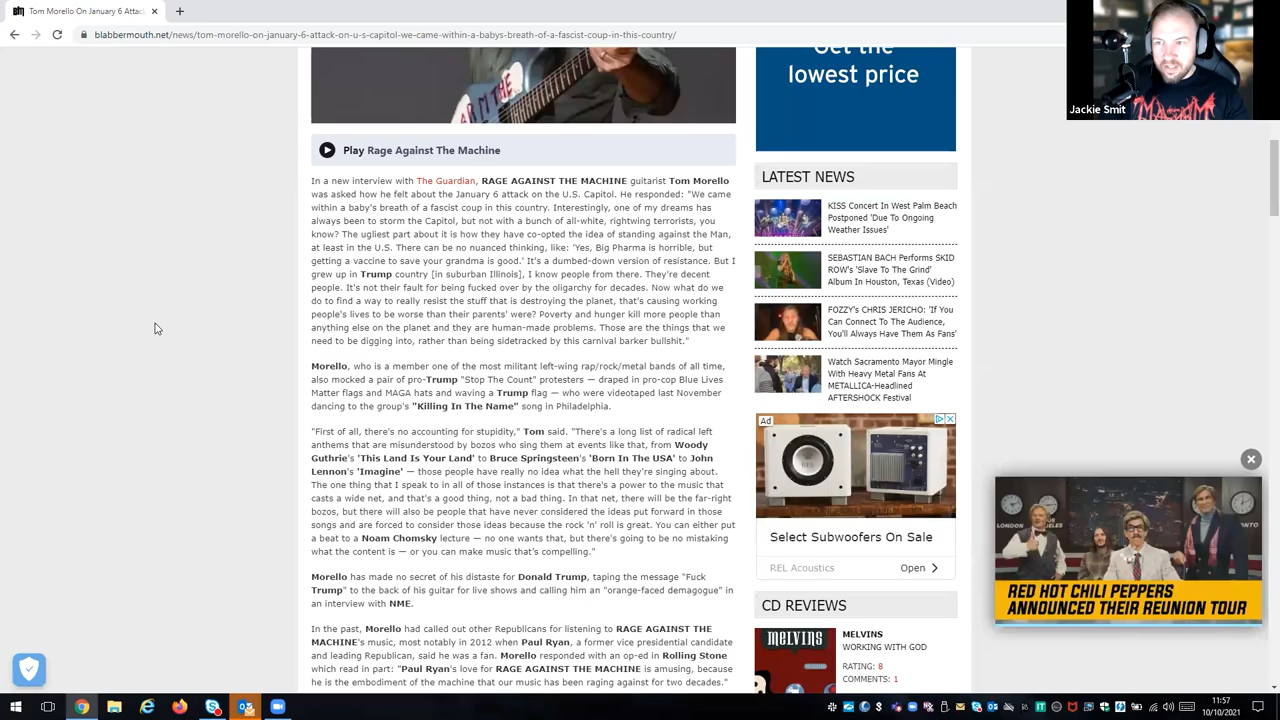 Tom Morello On January 6 Attack
blabbermouth.net/news/tom-morello-on-january-6-attack-on-u-s-capitol-we-came-within-a-babys-breath-of-a-fascist-coup-in-this-country/
Jackie Smit
Get the
lowest price
Play Rage Against The Machine
In a new interview with The Guardian, RAGE AGAINST THE MACHINE guitarist Tom Morello
was asked how he felt about the January 6 attack on the U.S. Capitol. He responded: "We came
within a baby's breath of a fascist coup in this country. Interestingly, one of my dreams has
always been to storm the Capitol, but not with a bunch of all-white, rightwing terrorists, you
know? The ugliest part about it is how they have co-opted the idea of standing against the Man,
at least in the U.S. There can be no nuanced thinking, like: 'Yes, Big Pharma is horrible, but
getting a vaccine to save your grandma is good.' It's a dumbed-down version of resistance. But I
grew up in Trump country [in suburban Illinois], I know people from there. They're decent
people. It's not their fault for being fucked over by the oligarchy for decades. Now what do we
do to find a way to really resist the stuff that is destroying the planet, that's causing working
people's lives to be worse than their parents' were? Poverty and hunger kill more people than
anything else on the planet and they are human-made problems. Those are the things that we
need to be digging into, rather than being sidetracked by this carnival barker bullshit."
Morello, who is a member one of the most militant left-wing rap/rock/metal bands of all time,
also mocked a pair of pro-Trump "Stop The Count" protesters — draped in pro-cop Blue Lives
Matter flags and MAGA hats and waving a Trump flag — who were videotaped last November
dancing to the group's "Killing In The Name" song in Philadelphia.
"First of all, there's no accounting for stupidity," Tom said. "There's a long list of radical left
anthems that are misunderstood by bozos who sing them at events like that, from Woody
Guthrie's 'This Land Is Your Land' to Bruce Springsteen's 'Born In The USA' to John
Lennon's 'Imagine' — those people have really no idea what the hell they're singing about.
The one thing that I speak to in all of those instances is that there's a power to the music that
casts a wide net, and that's a good thing, not a bad thing. In that net, there will be the far-right
bozos, but there will also be people that have never considered the ideas put forward in those
songs and are forced to consider those ideas because the rock 'n' roll is great. You can either put
a beat to a Noam Chomsky lecture — no one wants that, but there's going to be no mistaking
what the content is — or you can make music that's compelling."
Morello has made no secret of his distaste for Donald Trump, taping the message "Fuck
Trump" to the back of his guitar for live shows and calling him an "orange-faced demagogue" in
an interview with NME.
In the past, Morello had called out other Republicans for listening to RAGE AGAINST THE
MACHINE's music, most notably in 2012 when Paul Ryan, a former vice presidential candidate
and leading Republican, said he was a fan. Morello responded with an op-ed in Rolling Stone
which read in part: "Paul Ryan's love for RAGE AGAINST THE MACHINE is amusing, because
he is the embodiment of the machine that our music has been raging against for two decades."
LATEST NEWS
KISS Concert In West Palm Beach
Postponed 'Due To Ongoing
Weather Issues'
SEBASTIAN BACH Performs SKID
ROW's 'Slave To The Grind'
Album In Houston, Texas (Video)
FOZZY's CHRIS JERICHO: 'If You
Can Connect To The Audience,
You'll Always Have Them As Fans'
Watch Sacramento Mayor Mingle
With Heavy Metal Fans At
METALLICA-Headlined
AFTERSHOCK Festival
Ad
Select Subwoofers On Sale
REL Acoustics
Open
CD REVIEWS
MELVINS
MELVINS
WORKING WITH GOD
RATING: 8
COMMENTS: 1
LONDON
TORONTO
RED HOT CHILI PEPPERS
ANNOUNCED THEIR REUNION TOUR
11:57
10/10/2021